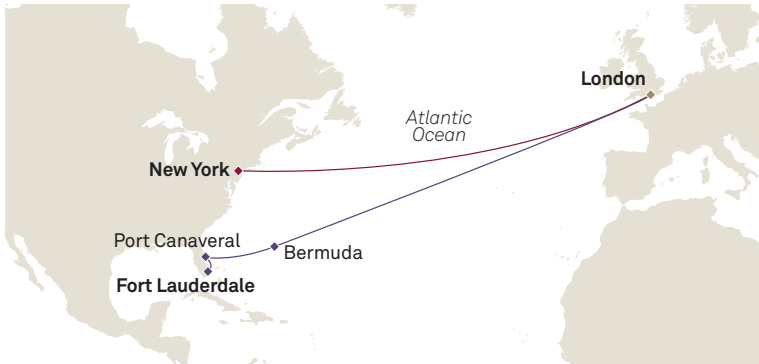 London
Atlantic
Ocean
New York
Port Canaveral
Bermuda
Fort Lauderdale